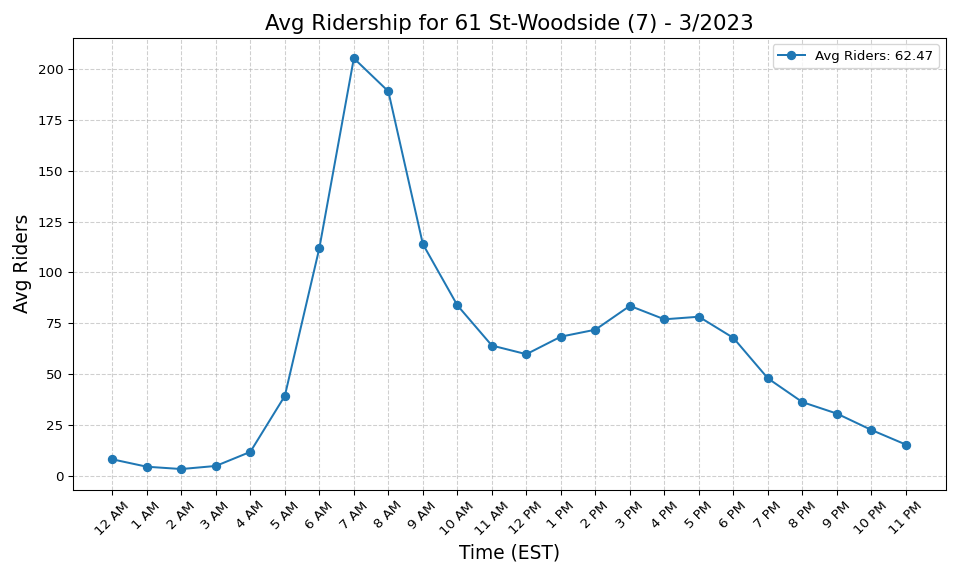 Avg Ridership for 61 St-Woodside (7) - 3/2023
Avg Riders: 62.47
Avg Riders
200
175
150
125
100
75
50
25
0
12 AM
1 AM
2 AM
3 AM
4 AM
5 AM
6 AM
7 AM
8 AM
9 AM
10 AM
11 AM
12 PM
1 PM
2 PM
3 PM
4 PM
5 PM
6 PM
7 PM
8 PM
9 PM
10 PM
11 PM
Time (EST)